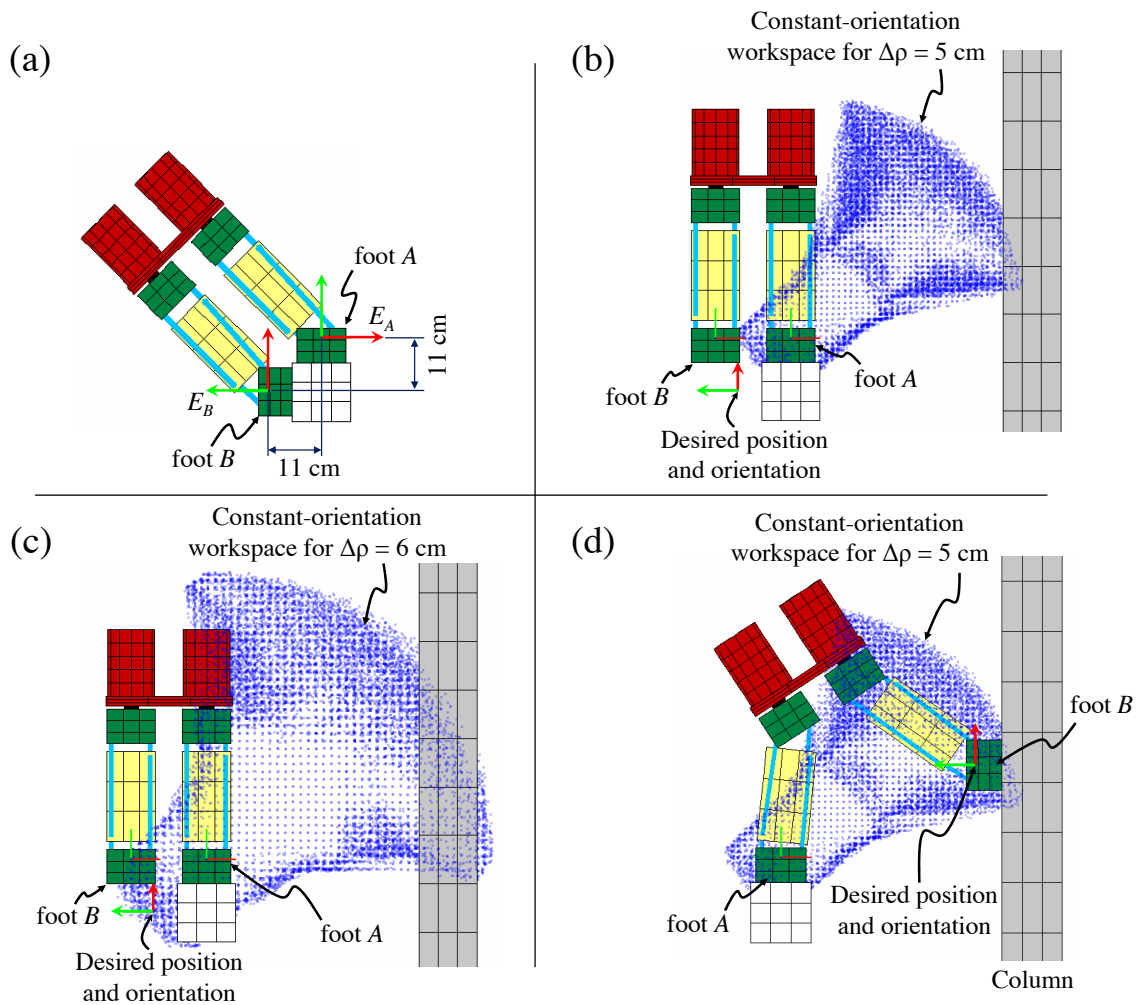 (a)
foot A
E_A
11 cm
E_B
foot B
11 cm
(b)
Constant-orientation
workspace for Δρ = 5 cm
foot B
foot A
Desired position
and orientation
(c)
Constant-orientation
workspace for Δρ = 6 cm
foot B
foot A
Desired position
and orientation
(d)
Constant-orientation
workspace for Δρ = 5 cm
foot B
foot A
Desired position
and orientation
Column